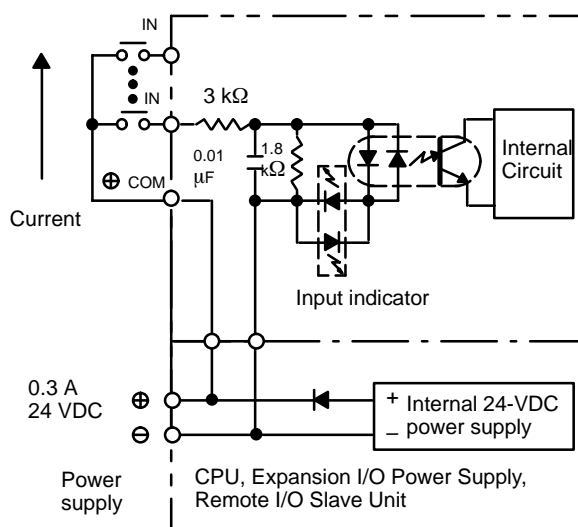 IN
IN
3 kΩ
0.01
μF
1.8
kΩ
Internal
Circuit
⊕ COM
Current
Input indicator
0.3 A
24 VDC
⊕
⊖
+ Internal 24-VDC
– power supply
Power
supply
CPU, Expansion I/O Power Supply,
Remote I/O Slave Unit